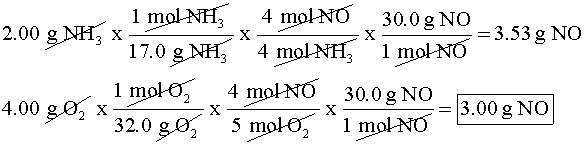 2.00 g NH₃ x 1 mol NH₃ / 17.0 g NH₃ x 4 mol NO / 4 mol NH₃ x 30.0 g NO / 1 mol NO = 3.53 g NO
4.00 g O₂ x 1 mol O₂ / 32.0 g O₂ x 4 mol NO / 5 mol O₂ x 30.0 g NO / 1 mol NO = 3.00 g NO